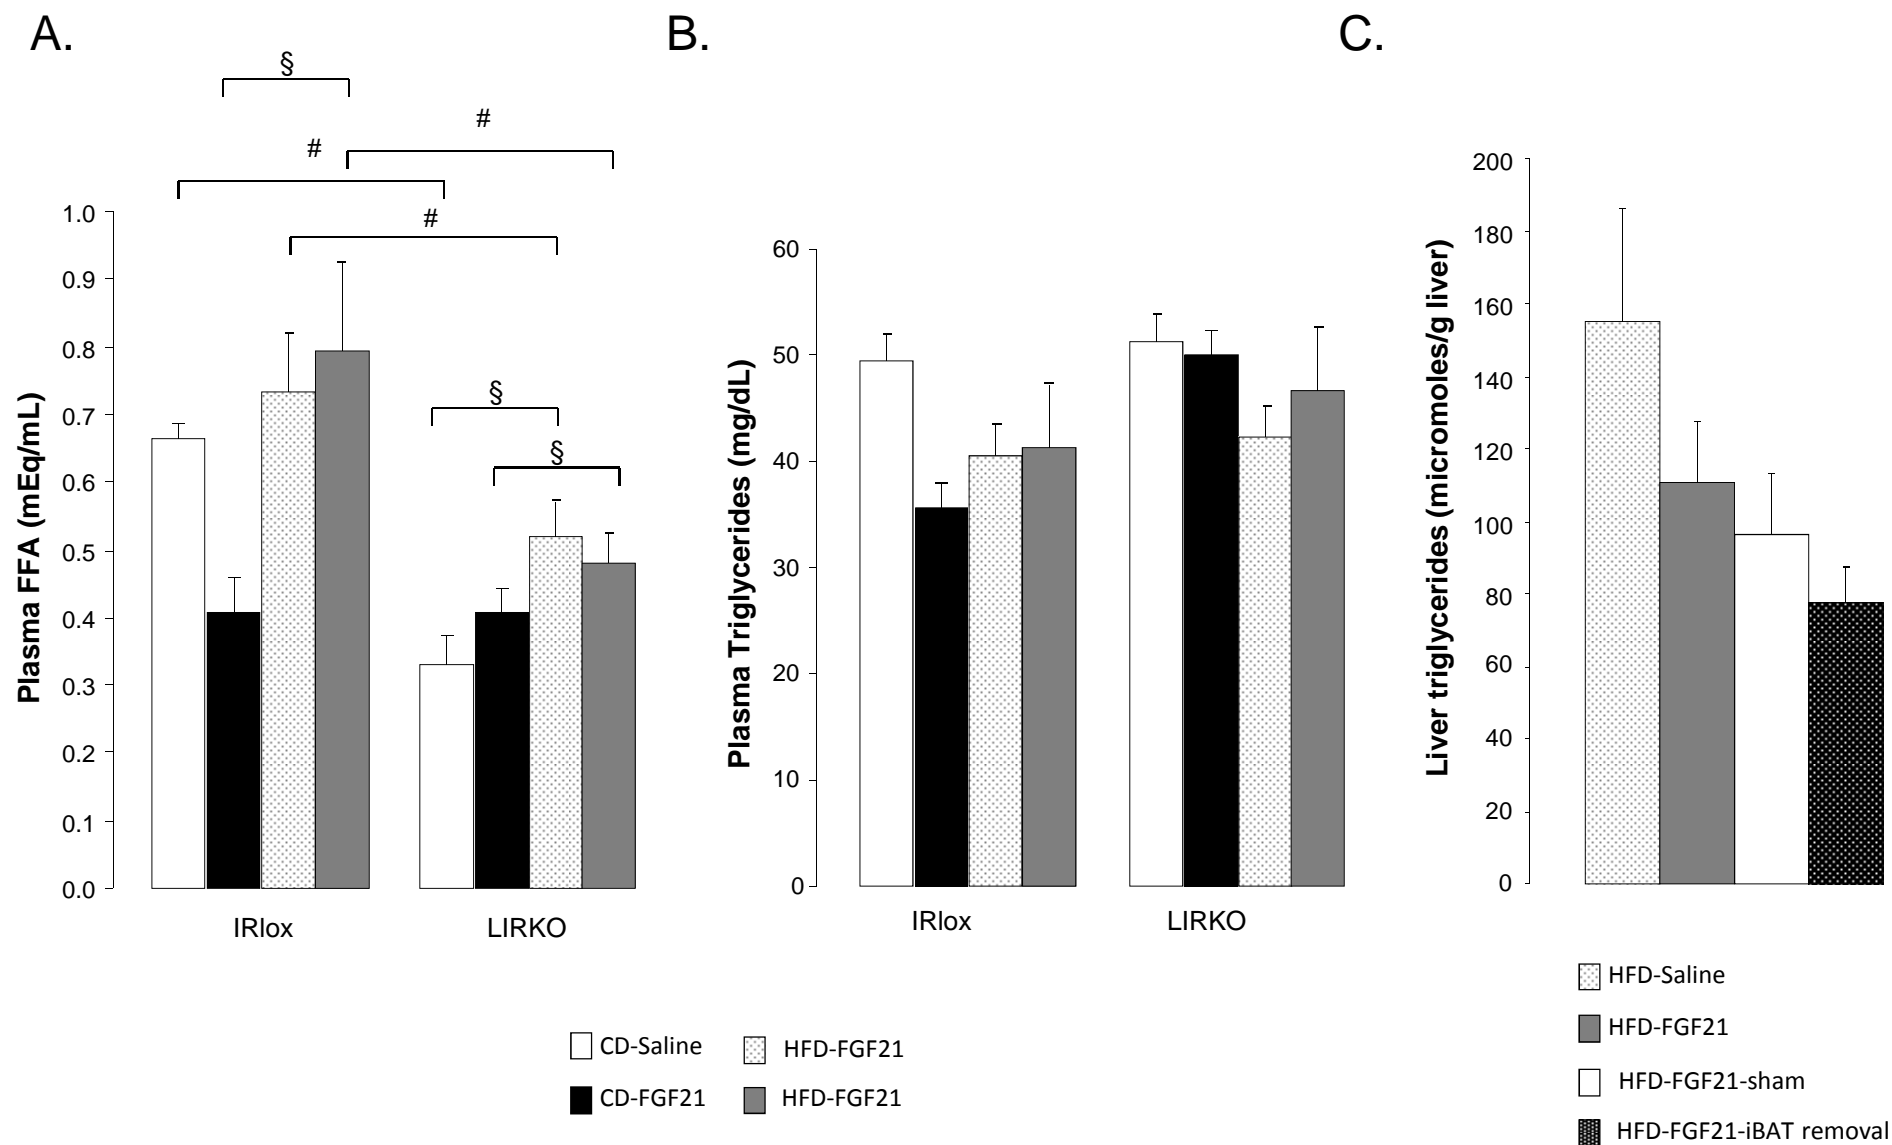 A.
B.
C.
§
#
#
#
§
§
1.0
0.9
0.8
0.7
0.6
0.5
0.4
0.3
0.2
0.1
0.0
Plasma FFA (mEq/mL)
IRlox
LIRKO
60
50
40
30
20
10
0
Plasma Triglycerides (mg/dL)
IRlox
LIRKO
200
180
160
140
120
100
80
60
40
20
0
Liver triglycerides (micromoles/g liver)
CD-Saline
HFD-FGF21
CD-FGF21
HFD-FGF21
HFD-Saline
HFD-FGF21
HFD-FGF21-sham
HFD-FGF21-iBAT removal